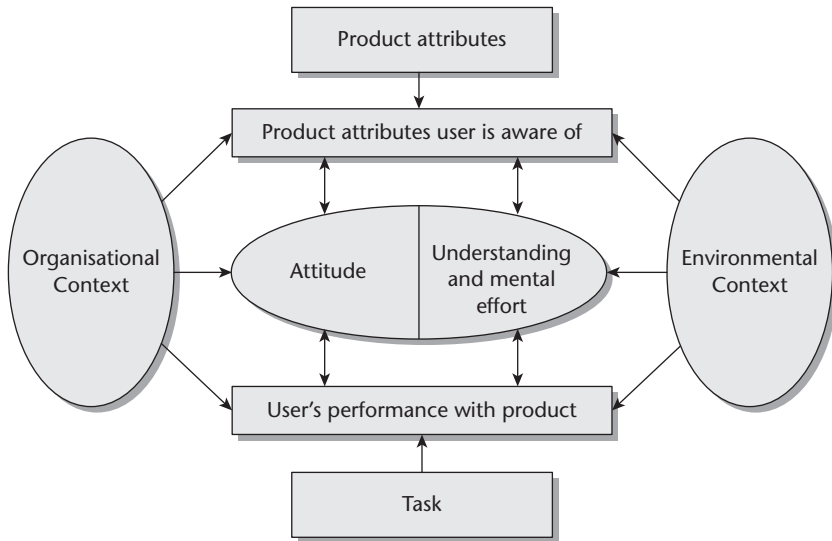 Product attributes
Product attributes user is aware of
Organisational
Context
Attitude
Understanding
and mental
effort
Environmental
Context
User's performance with product
Task